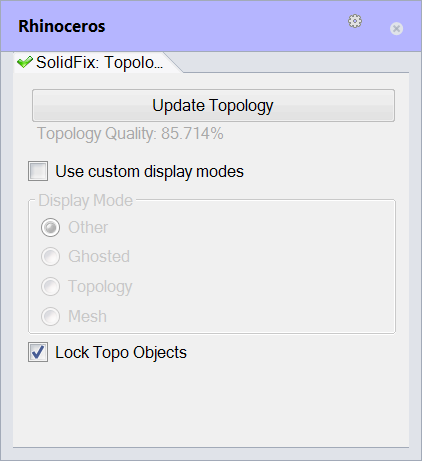 Rhinoceros
SolidFix: Topolo...
Update Topology
Topology Quality: 85.714%
Use custom display modes
Display Mode
Other
Ghosted
Topology
Mesh
Lock Topo Objects